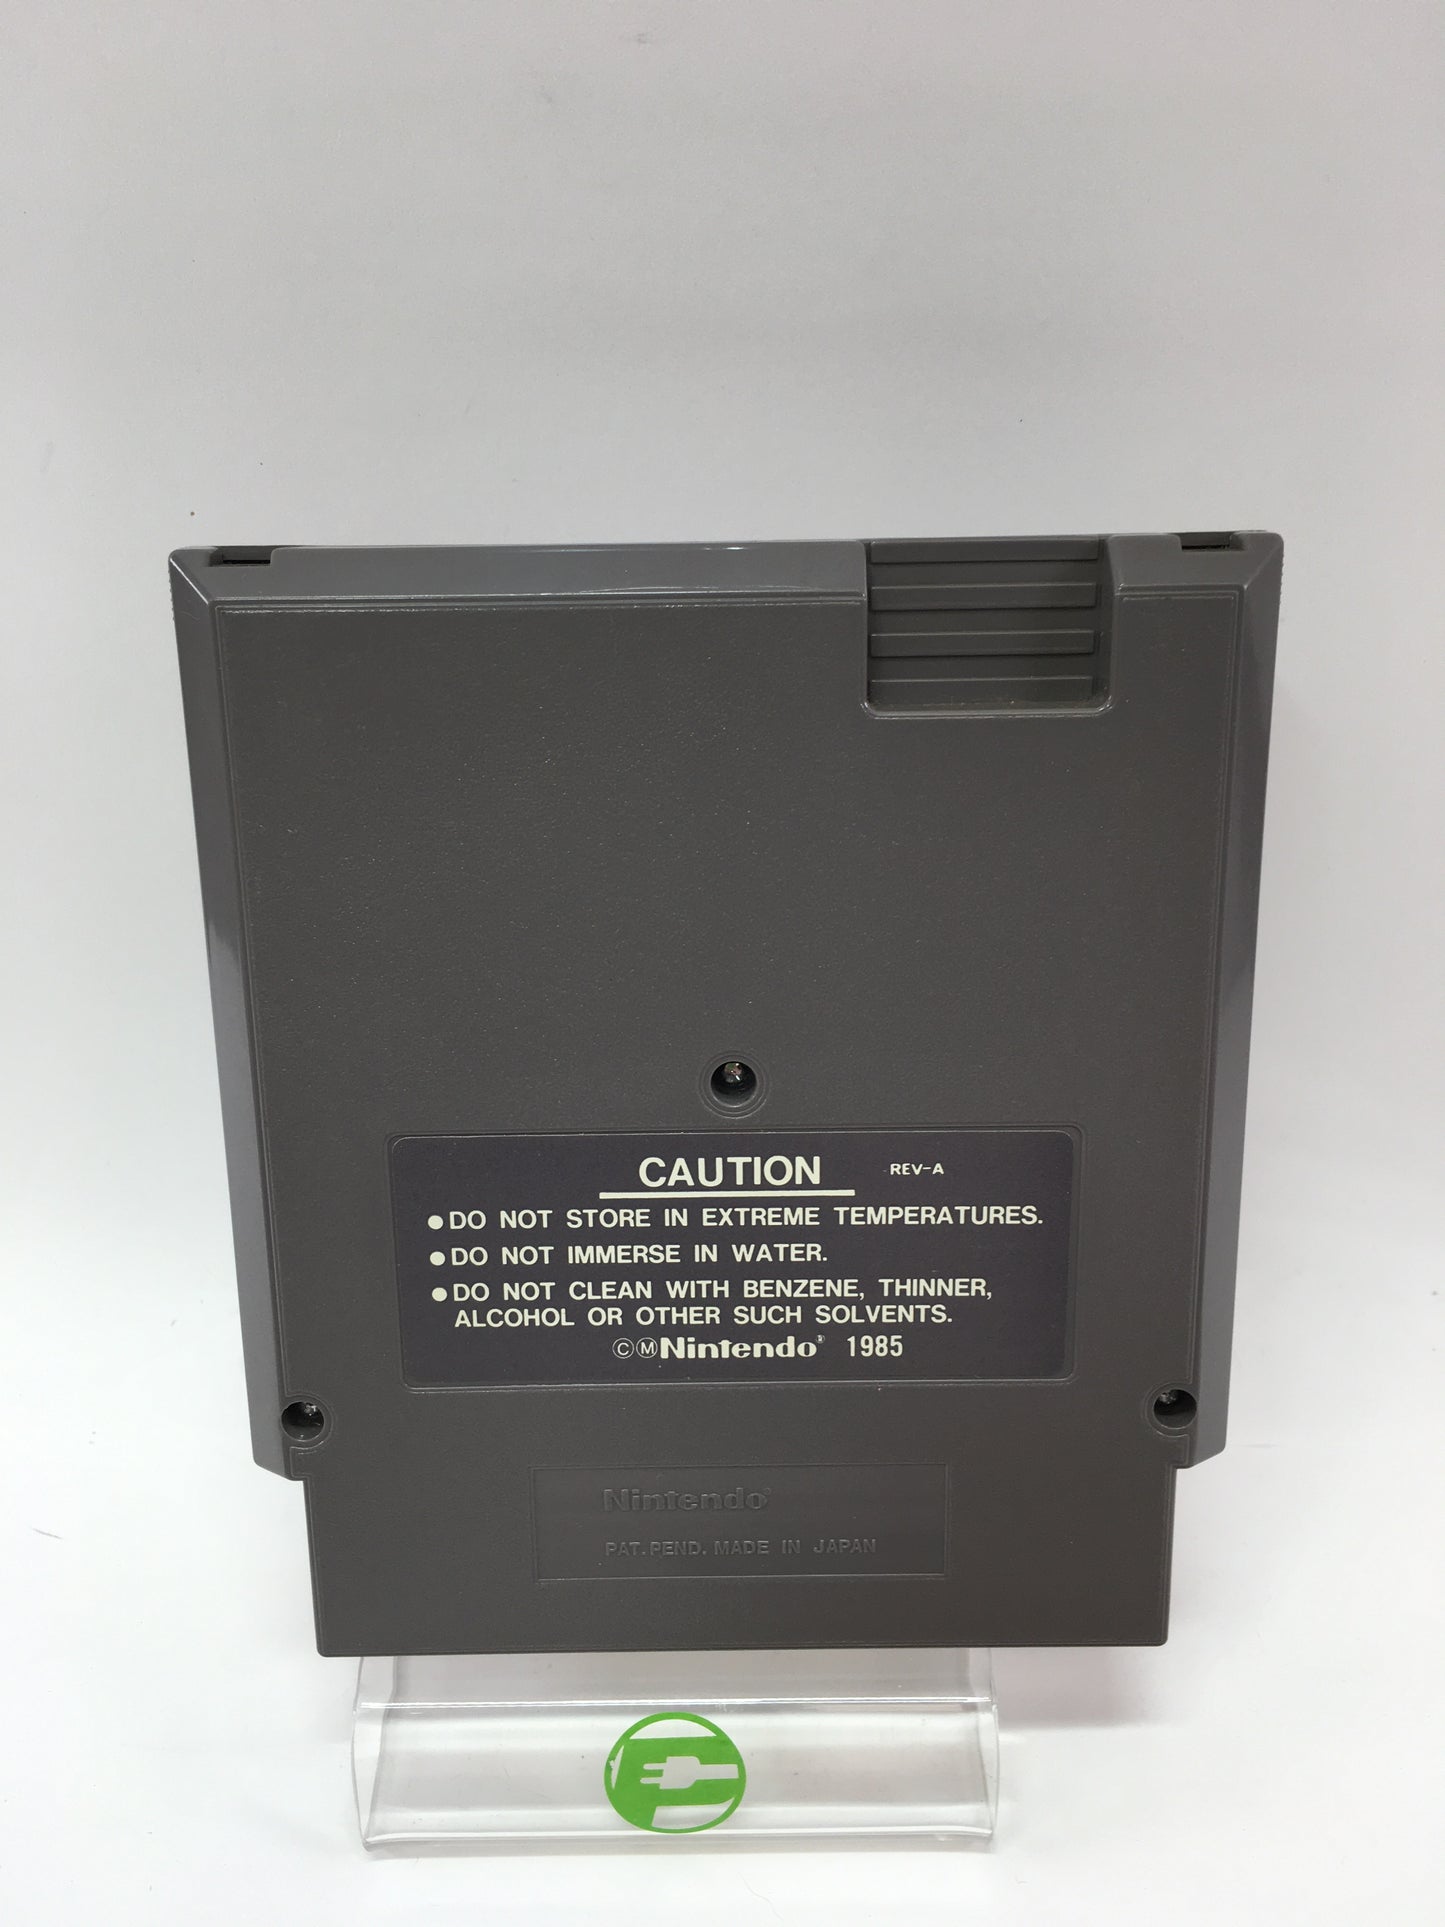 CAUTION REV-A
●DO NOT STORE IN EXTREME TEMPERATURES.
●DO NOT IMMERSE IN WATER.
●DO NOT CLEAN WITH BENZENE, THINNER,
ALCOHOL OR OTHER SUCH SOLVENTS.
ⒸⓂNintendo® 1985
Nintendo®
PAT. PEND. MADE IN JAPAN